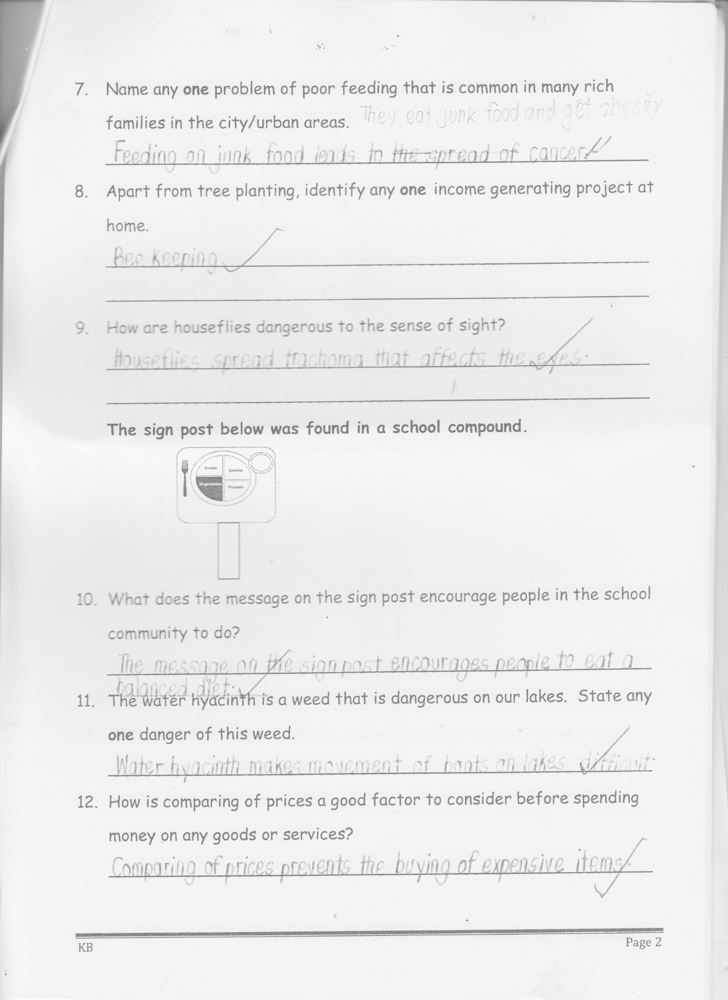 7. Name any one problem of poor feeding that is common in many rich
families in the city/urban areas. They eat junk food and get obesity
Feeding on junk food leads to the spread of cancer.
8. Apart from tree planting, identify any one income generating project at
home.
Bee keeping.
9. How are houseflies dangerous to the sense of sight?
Houseflies spread trachoma that affects the eyes.
The sign post below was found in a school compound.
Fruits
Grains
Vegetables
Protein
10. What does the message on the sign post encourage people in the school
community to do?
The message on the sign post encourages people to eat a
balanced diet.
11. The water hyacinth is a weed that is dangerous on our lakes. State any
one danger of this weed.
Water hyacinth makes movement of boats on lakes difficult.
12. How is comparing of prices a good factor to consider before spending
money on any goods or services?
Comparing of prices prevents the buying of expensive items.
KB Page 2